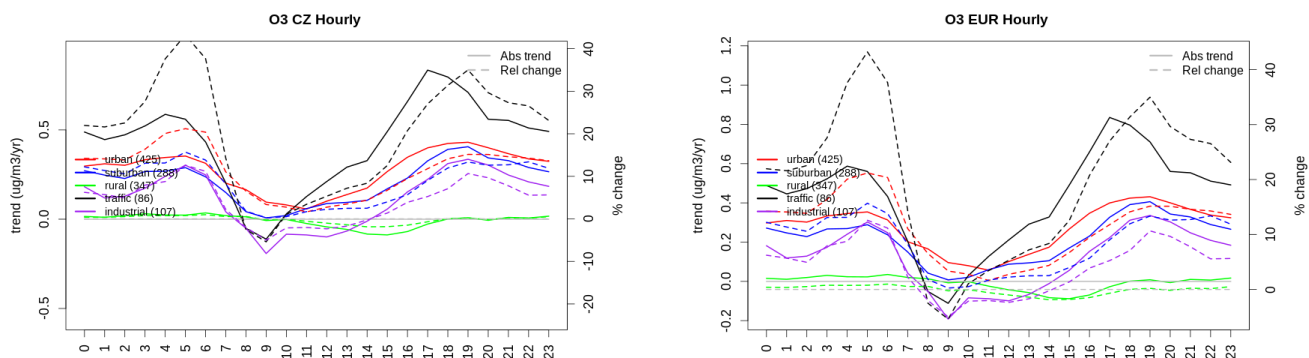 O3 CZ Hourly
Abs trend
Rel change
urban (425)
suburban (288)
rural (347)
traffic (86)
industrial (107)
trend (ug/m3/yr)
0.5
0.0
-0.5
% change
40
30
20
10
0
-10
-20
0 1 2 3 4 5 6 7 8 9 10 11 12 13 14 15 16 17 18 19 20 21 22 23
O3 EUR Hourly
Abs trend
Rel change
urban (425)
suburban (288)
rural (347)
traffic (86)
industrial (107)
trend (ug/m3/yr)
1.2
1.0
0.8
0.6
0.4
0.2
0.0
-0.2
% change
40
30
20
10
0
0 1 2 3 4 5 6 7 8 9 10 11 12 13 14 15 16 17 18 19 20 21 22 23